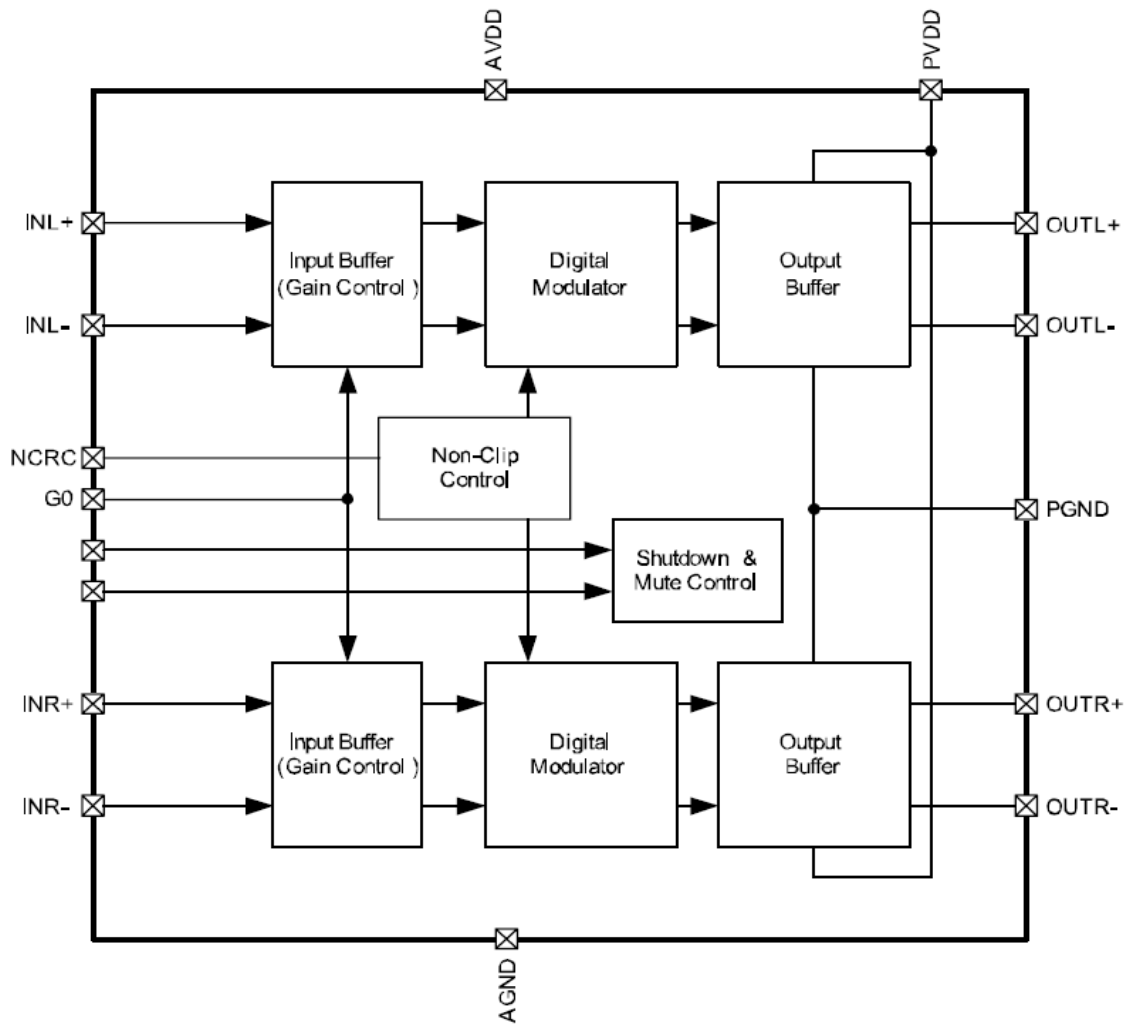 AVDD
PVDD
INL+
Input Buffer
(Gain Control)
Digital
Modulator
Output
Buffer
OUTL+
INL-
OUTL-
NCRC
Non-Clip
Control
G0
PGND
Shutdown &
Mute Control
INR+
Input Buffer
(Gain Control)
Digital
Modulator
Output
Buffer
OUTR+
INR-
OUTR-
AGND